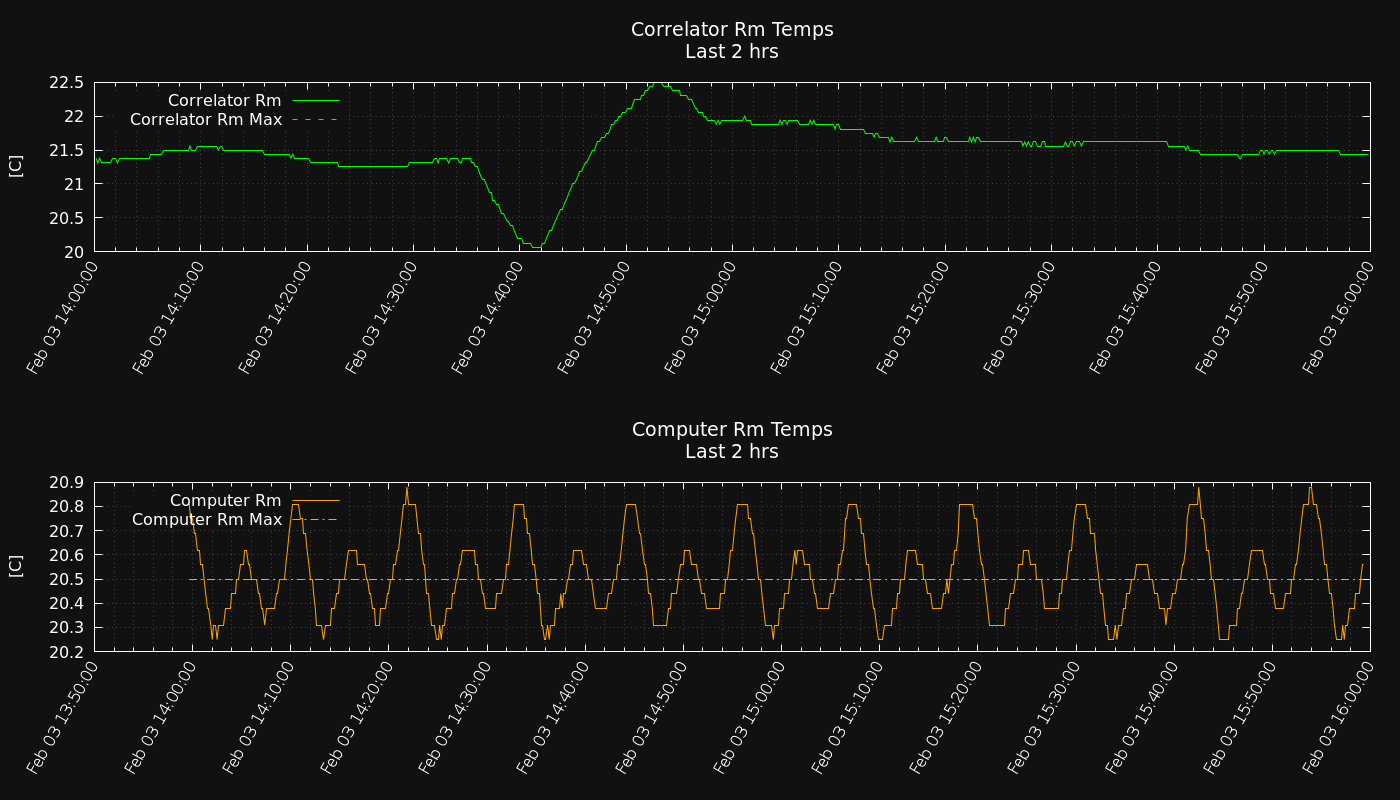 Correlator Rm Temps
Last 2 hrs
22.5
22
21.5
21
20.5
20
[C]
Correlator Rm
Correlator Rm Max
Feb 03 14:00:00
Feb 03 14:10:00
Feb 03 14:20:00
Feb 03 14:30:00
Feb 03 14:40:00
Feb 03 14:50:00
Feb 03 15:00:00
Feb 03 15:10:00
Feb 03 15:20:00
Feb 03 15:30:00
Feb 03 15:40:00
Feb 03 15:50:00
Feb 03 16:00:00
Computer Rm Temps
Last 2 hrs
20.9
20.8
20.7
20.6
20.5
20.4
20.3
20.2
[C]
Computer Rm
Computer Rm Max
Feb 03 13:50:00
Feb 03 14:00:00
Feb 03 14:10:00
Feb 03 14:20:00
Feb 03 14:30:00
Feb 03 14:40:00
Feb 03 14:50:00
Feb 03 15:00:00
Feb 03 15:10:00
Feb 03 15:20:00
Feb 03 15:30:00
Feb 03 15:40:00
Feb 03 15:50:00
Feb 03 16:00:00